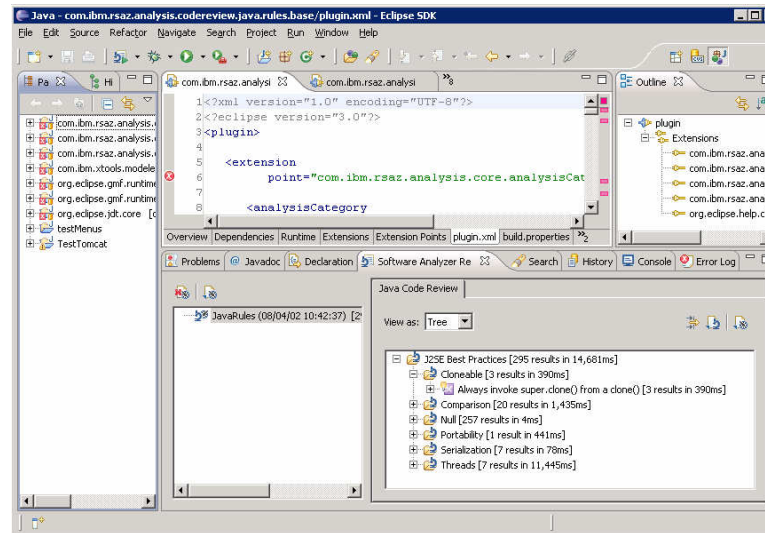 Java - com.ibm.rsaz.analysis.codereview.java.rules.base/plugin.xml - Eclipse SDK
File Edit Source Refactor Navigate Search Project Run Window Help
Pa
Hi
com.ibm.rsaz.analysi
com.ibm.rsaz.analysi
»8
Outline
com.ibm.rsaz.analysis.
com.ibm.rsaz.analysis.
com.ibm.rsaz.analysis.
com.ibm.xtools.modele
org.eclipse.gmf.runtime
org.eclipse.gmf.runtime
org.eclipse.jdt.core [c
testMenus
TestTomcat
1<?xml version="1.0" encoding="UTF-8"?>
2<?eclipse version="3.0"?>
3<plugin>
4
5 <extension
6 point="com.ibm.rsaz.analysis.core.analysisCat
7
8 <analysisCategory
Overview Dependencies Runtime Extensions Extension Points plugin.xml build.properties »2
plugin
Extensions
com.ibm.rsaz.ana
com.ibm.rsaz.ana
com.ibm.rsaz.ana
com.ibm.rsaz.ana
org.eclipse.help.c
Problems @ Javadoc Declaration Software Analyzer Re Search History Console Error Log
JavaRules (08/04/02 10:42:37) [2
Java Code Review
View as: Tree
J2SE Best Practices [295 results in 14,681ms]
Cloneable [3 results in 390ms]
Always invoke super.clone() from a clone() [3 results in 390ms]
Comparison [20 results in 1,435ms]
Null [257 results in 4ms]
Portability [1 result in 441ms]
Serialization [7 results in 78ms]
Threads [7 results in 11,445ms]